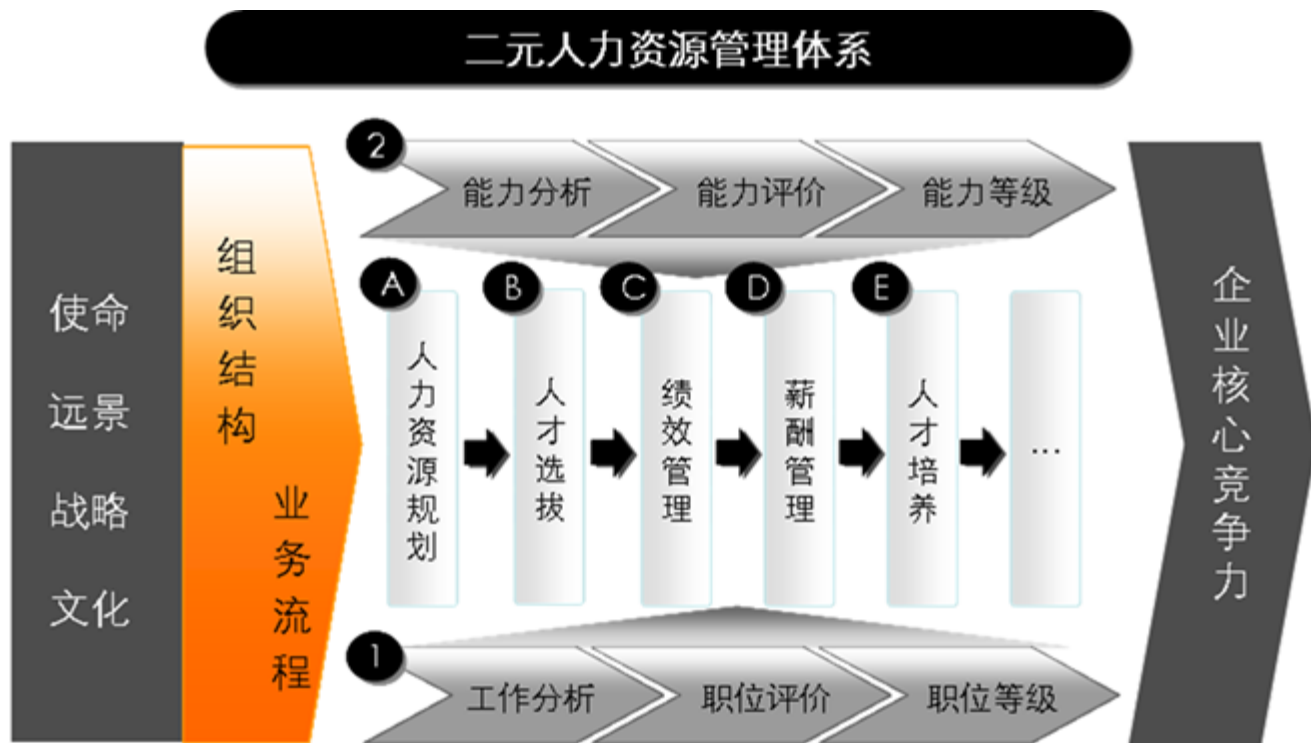 二元人力资源管理体系
使命
远景
战略
文化
组织结构
业务流程
2
能力分析
能力评价
能力等级
A
人力资源规划
B
人才选拔
C
绩效管理
D
薪酬管理
E
人才培养
...
1
工作分析
职位评价
职位等级
企业核心竞争力